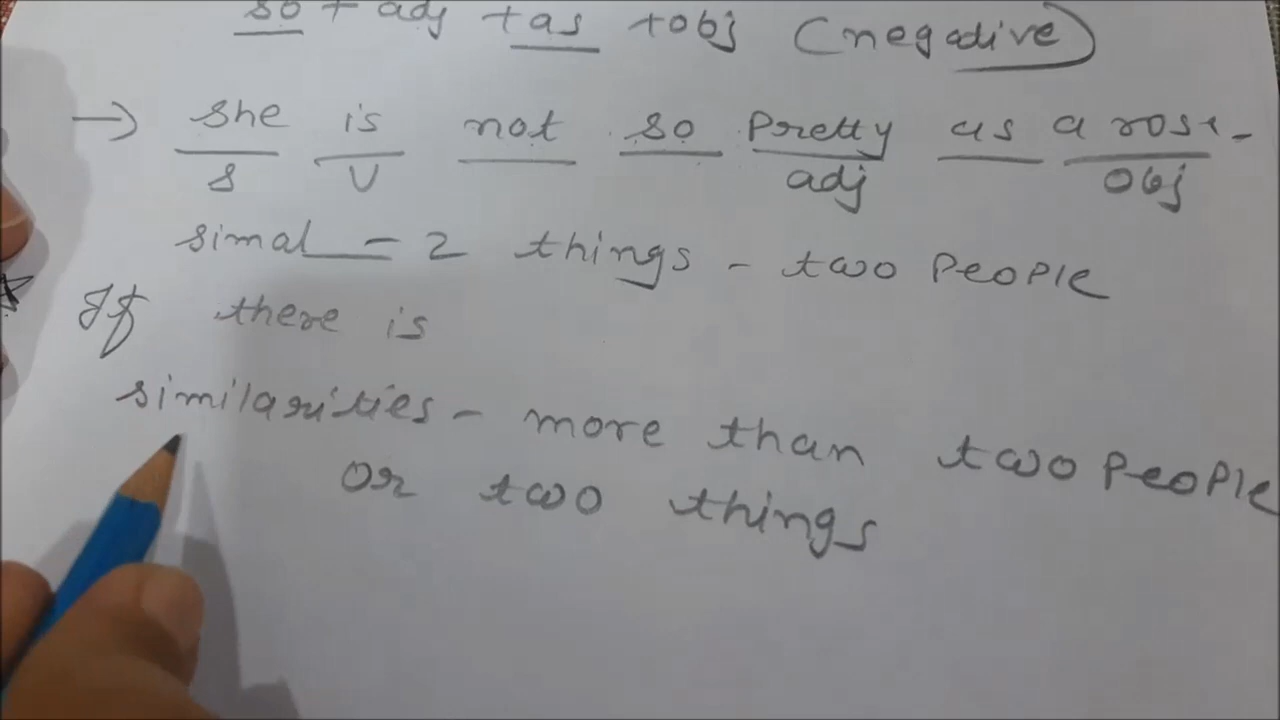 so + adj + as + obj (negative)
→ she is not so pretty as a rose.
S V adj obj
simal - 2 things - two people
If there is
similarities - more than two people
or two things